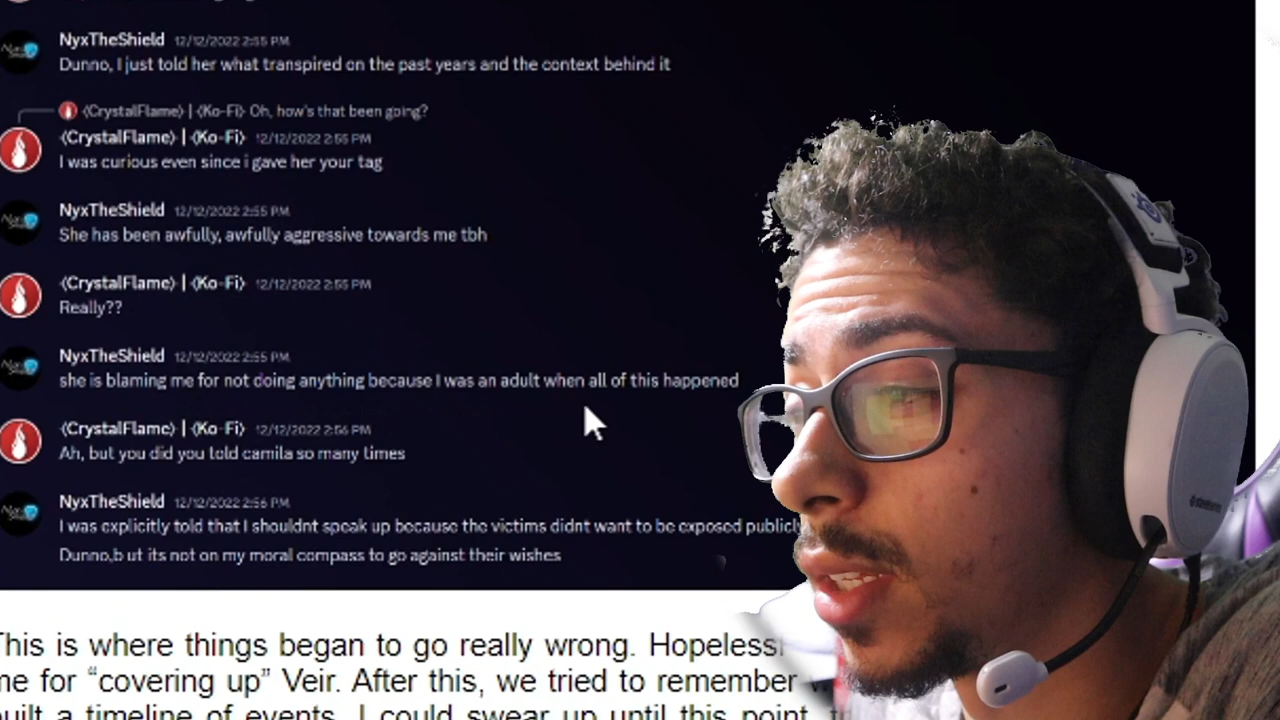 NyxTheShield 12/12/2022 2:55 PM
Dunno, I just told her what transpired on the past years and the context behind it
⟨CrystalFlame⟩ | ⟨Ko-Fi⟩ Oh, how's that been going?
⟨CrystalFlame⟩ | ⟨Ko-Fi⟩ 12/12/2022 2:55 PM
I was curious even since i gave her your tag
NyxTheShield 12/12/2022 2:55 PM
She has been awfully, awfully aggressive towards me tbh
⟨CrystalFlame⟩ | ⟨Ko-Fi⟩ 12/12/2022 2:55 PM
Really??
NyxTheShield 12/12/2022 2:55 PM
she is blaming me for not doing anything because I was an adult when all of this happened
⟨CrystalFlame⟩ | ⟨Ko-Fi⟩ 12/12/2022 2:56 PM
Ah, but you did you told camila so many times
NyxTheShield 12/12/2022 2:56 PM
I was explicitly told that I shouldnt speak up because the victims didnt want to be exposed publicly
Dunno,b ut its not on my moral compass to go against their wishes
This is where things began to go really wrong.
me for “covering up” Veir. After this, we tried to remember
built a timeline of events. I could swear up until this point,